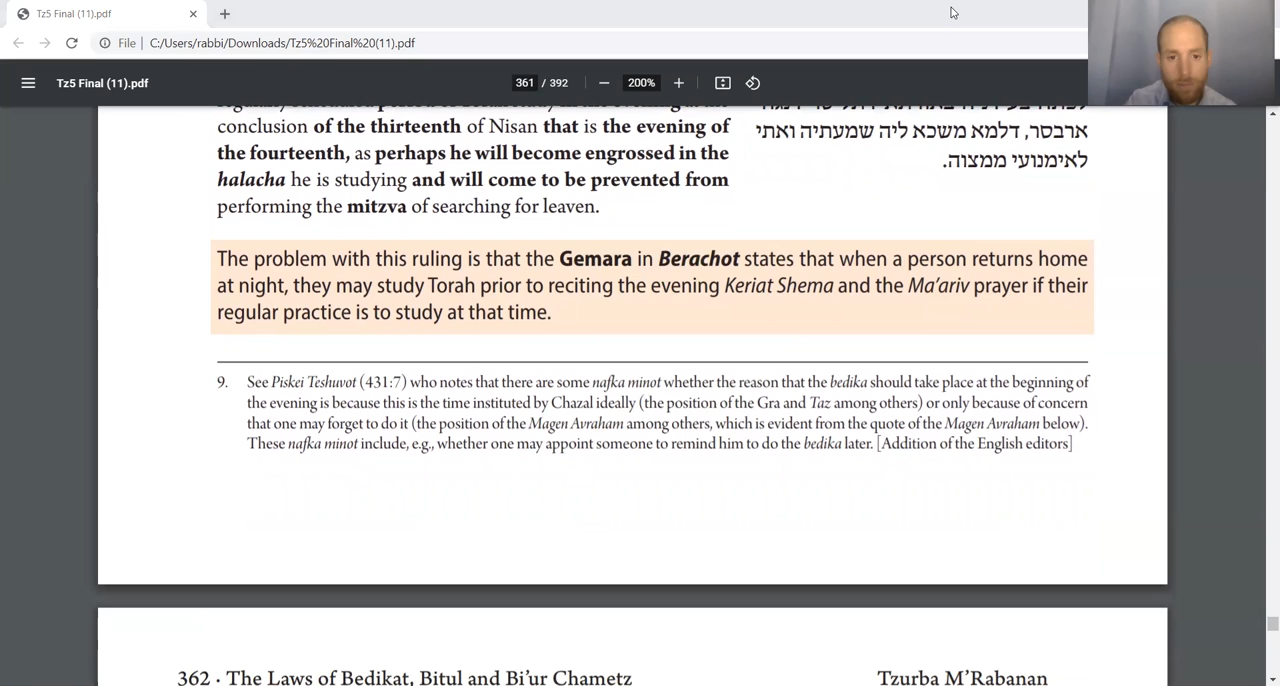 Tz5 Final (11).pdf
File C:/Users/rabbi/Downloads/Tz5%20Final%20(11).pdf
Tz5 Final (11).pdf 361 / 392 200%
conclusion of the thirteenth of Nisan that is the evening of
the fourteenth, as perhaps he will become engrossed in the
halacha he is studying and will come to be prevented from
performing the mitzva of searching for leaven.
ארבסר, דלמא משכא ליה שמעתיה ואתי
לאימנועי ממצוה.
The problem with this ruling is that the Gemara in Berachot states that when a person returns home
at night, they may study Torah prior to reciting the evening Keriat Shema and the Ma'ariv prayer if their
regular practice is to study at that time.
9. See Piskei Teshuvot (431:7) who notes that there are some nafka minot whether the reason that the bedika should take place at the beginning of
the evening is because this is the time instituted by Chazal ideally (the position of the Gra and Taz among others) or only because of concern
that one may forget to do it (the position of the Magen Avraham among others, which is evident from the quote of the Magen Avraham below).
These nafka minot include, e.g., whether one may appoint someone to remind him to do the bedika later. [Addition of the English editors]
362 · The Laws of Bedikat, Bitul and Bi'ur Chametz
Tzurba M'Rabanan